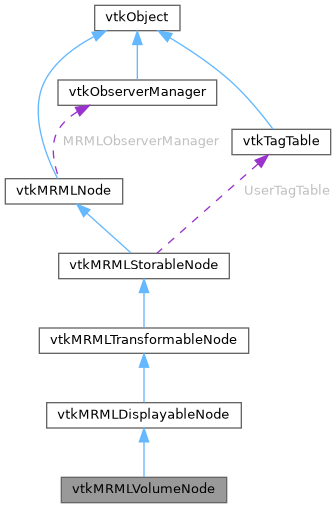 vtkObject
vtkObserverManager
MRMLObserverManager
vtkTagTable
vtkMRMLNode
UserTagTable
vtkMRMLStorableNode
vtkMRMLTransformableNode
vtkMRMLDisplayableNode
vtkMRMLVolumeNode